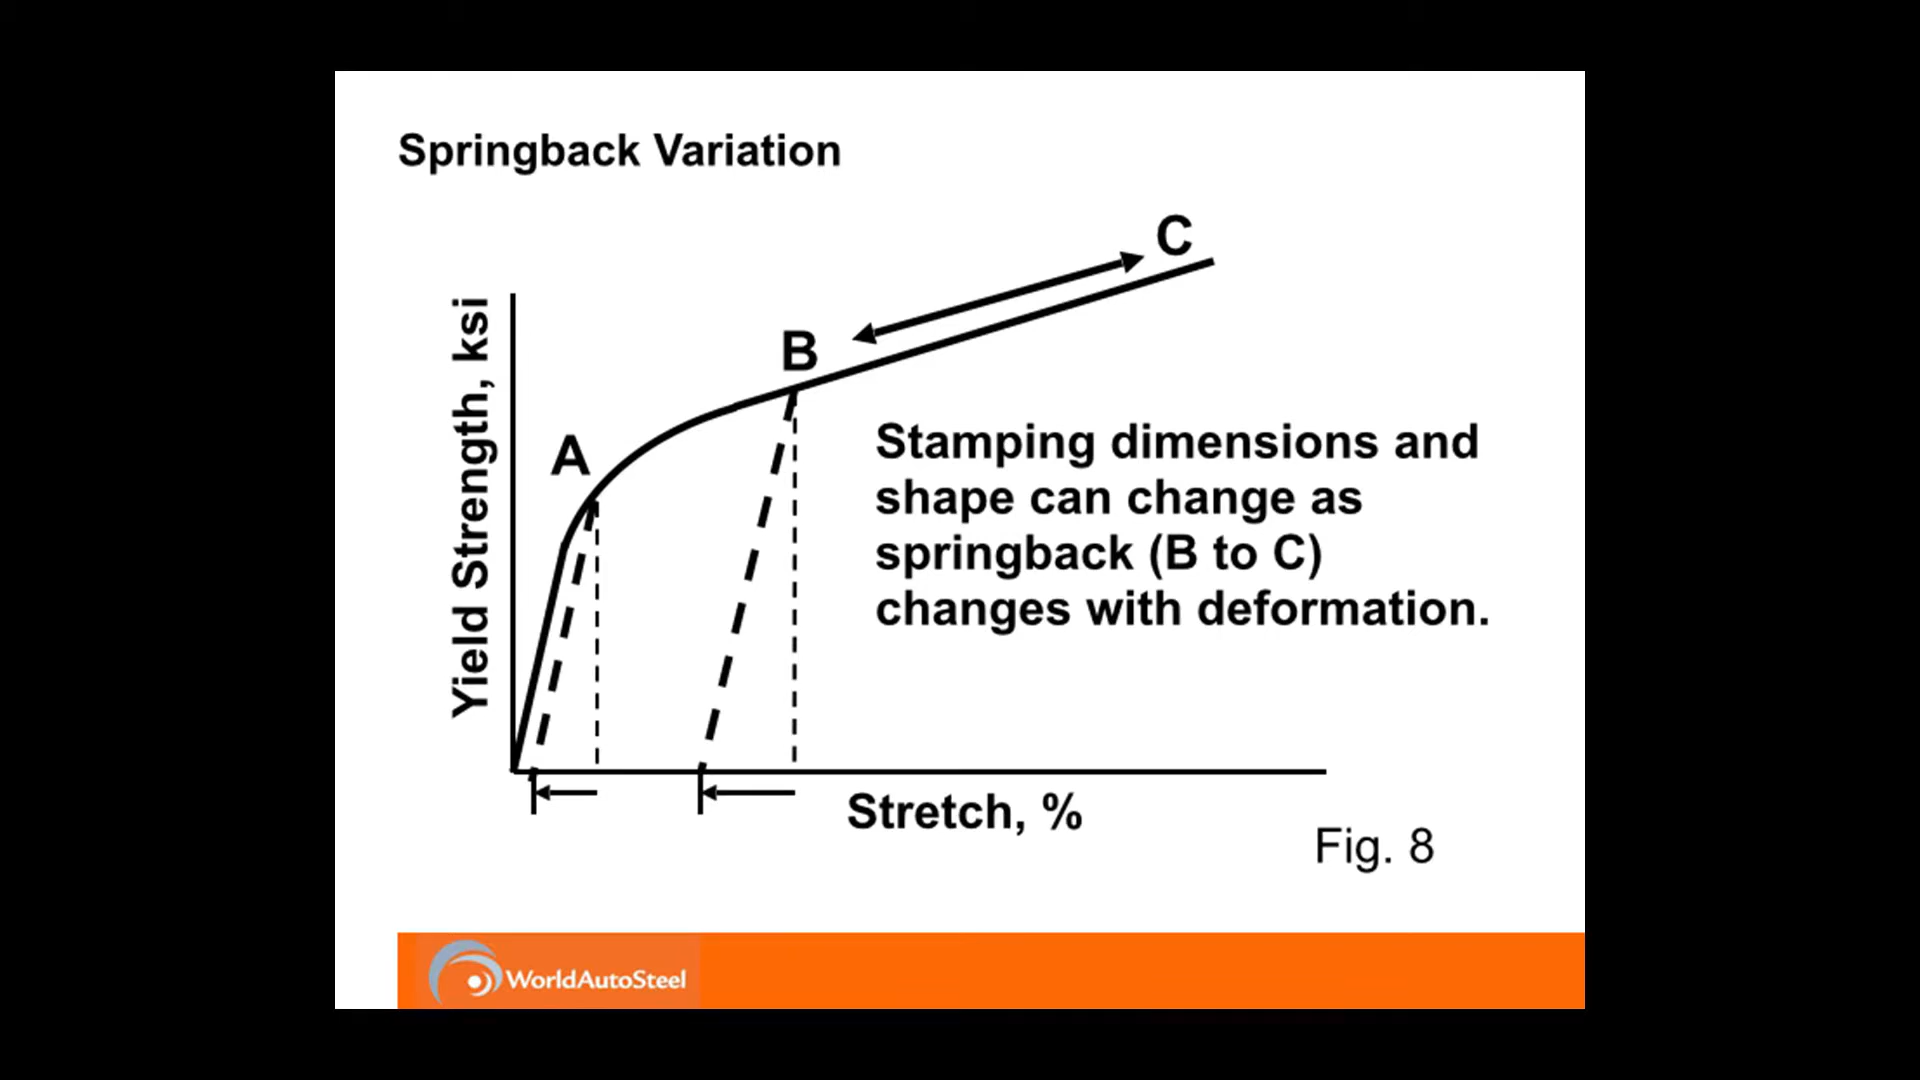 Springback Variation
C
B
A
Yield Strength, ksi
Stamping dimensions and
shape can change as
springback (B to C)
changes with deformation.
Stretch, %
Fig. 8
WorldAutoSteel